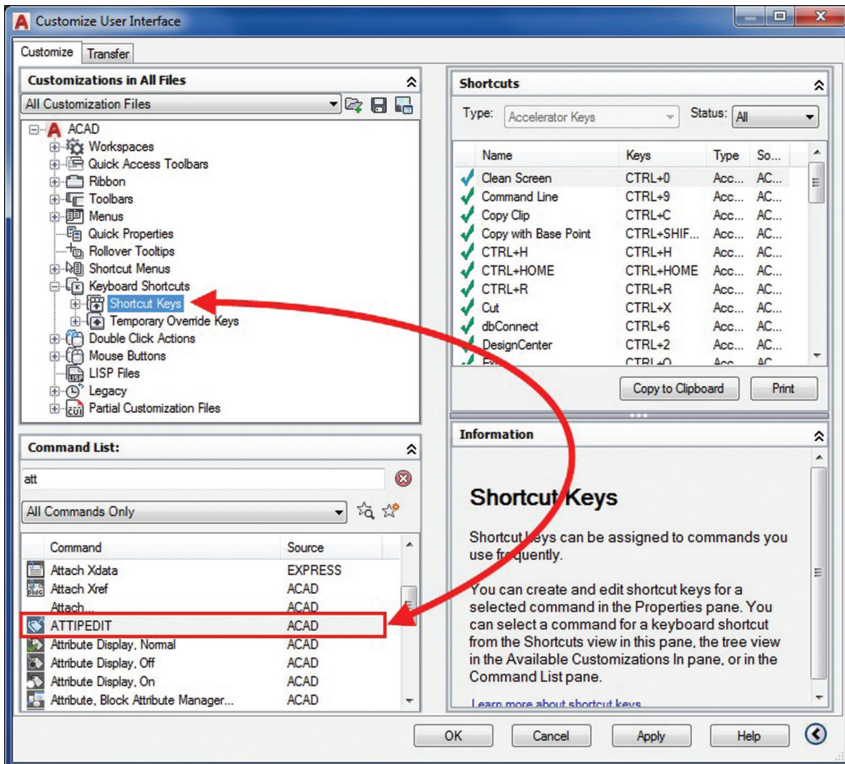 Customize User Interface
Customize
Transfer
Customizations in All Files
All Customization Files
ACAD
Workspaces
Quick Access Toolbars
Ribbon
Toolbars
Menus
Quick Properties
Rollover Tooltips
Shortcut Menus
Keyboard Shortcuts
Shortcut Keys
Temporary Override Keys
Double Click Actions
Mouse Buttons
LISP Files
Legacy
Partial Customization Files
Command List:
att
All Commands Only
Command Source
Attach Xdata EXPRESS
Attach Xref ACAD
Attach... ACAD
ATTIPEDIT ACAD
Attribute Display, Normal ACAD
Attribute Display, Off ACAD
Attribute Display, On ACAD
Attribute, Block Attribute Manager... ACAD
Shortcuts
Type: Accelerator Keys Status: All
Name Keys Type So...
Clean Screen CTRL+0 Acc... AC...
Command Line CTRL+9 Acc... AC...
Copy Clip CTRL+C Acc... AC...
Copy with Base Point CTRL+SHIF... Acc... AC...
CTRL+H CTRL+H Acc... AC...
CTRL+HOME CTRL+HOME Acc... AC...
CTRL+R CTRL+R Acc... AC...
Cut CTRL+X Acc... AC...
dbConnect CTRL+6 Acc... AC...
DesignCenter CTRL+2 Acc... AC...
CTRL+Q Acc... AC...
Copy to Clipboard Print
Information
Shortcut Keys
Shortcut keys can be assigned to commands you
use frequently.
You can create and edit shortcut keys for a
selected command in the Properties pane. You
can select a command for a keyboard shortcut
from the Shortcuts view in this pane, the tree view
in the Available Customizations In pane, or in the
Command List pane.
Learn more about shortcut keys
OK Cancel Apply Help